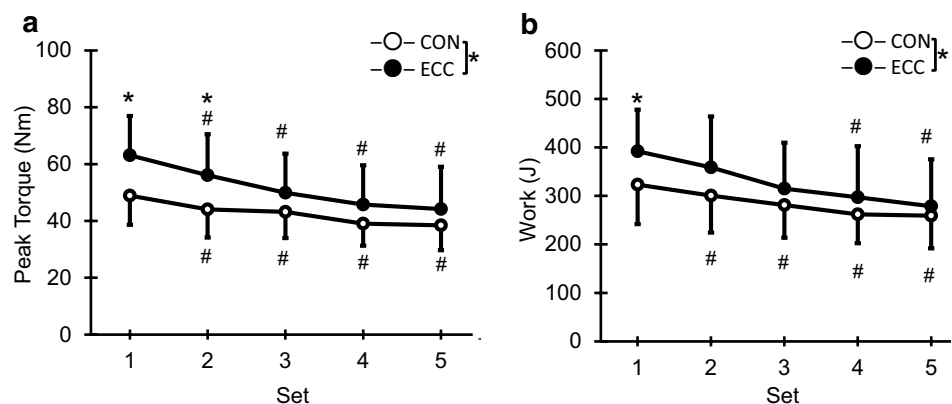 a
CON
ECC
*
Peak Torque (Nm)
100
80
60
40
20
0
* *
# # # #
# # # #
1 2 3 4 5
Set
b
CON
ECC
*
Work (J)
600
500
400
300
200
100
0
*
# #
# # # #
1 2 3 4 5
Set